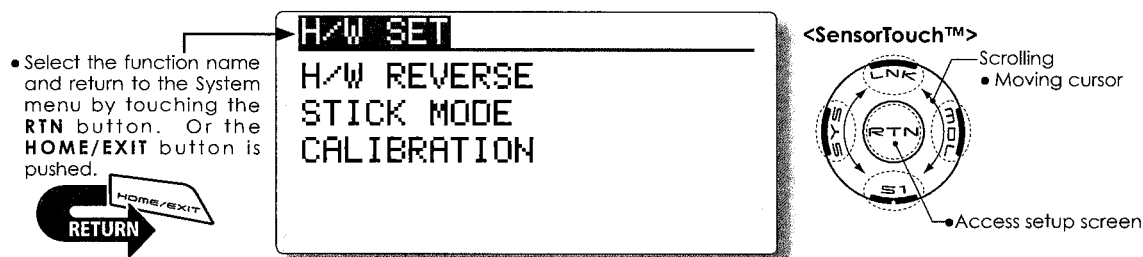 • Select the function name
and return to the System
menu by touching the
RTN button. Or the
HOME/EXIT button is
pushed.
HOME/EXIT
RETURN
H/W SET
H/W REVERSE
STICK MODE
CALIBRATION
<SensorTouch™>
LNK
SYS
RTN
MDL
S1
Scrolling
• Moving cursor
•Access setup screen